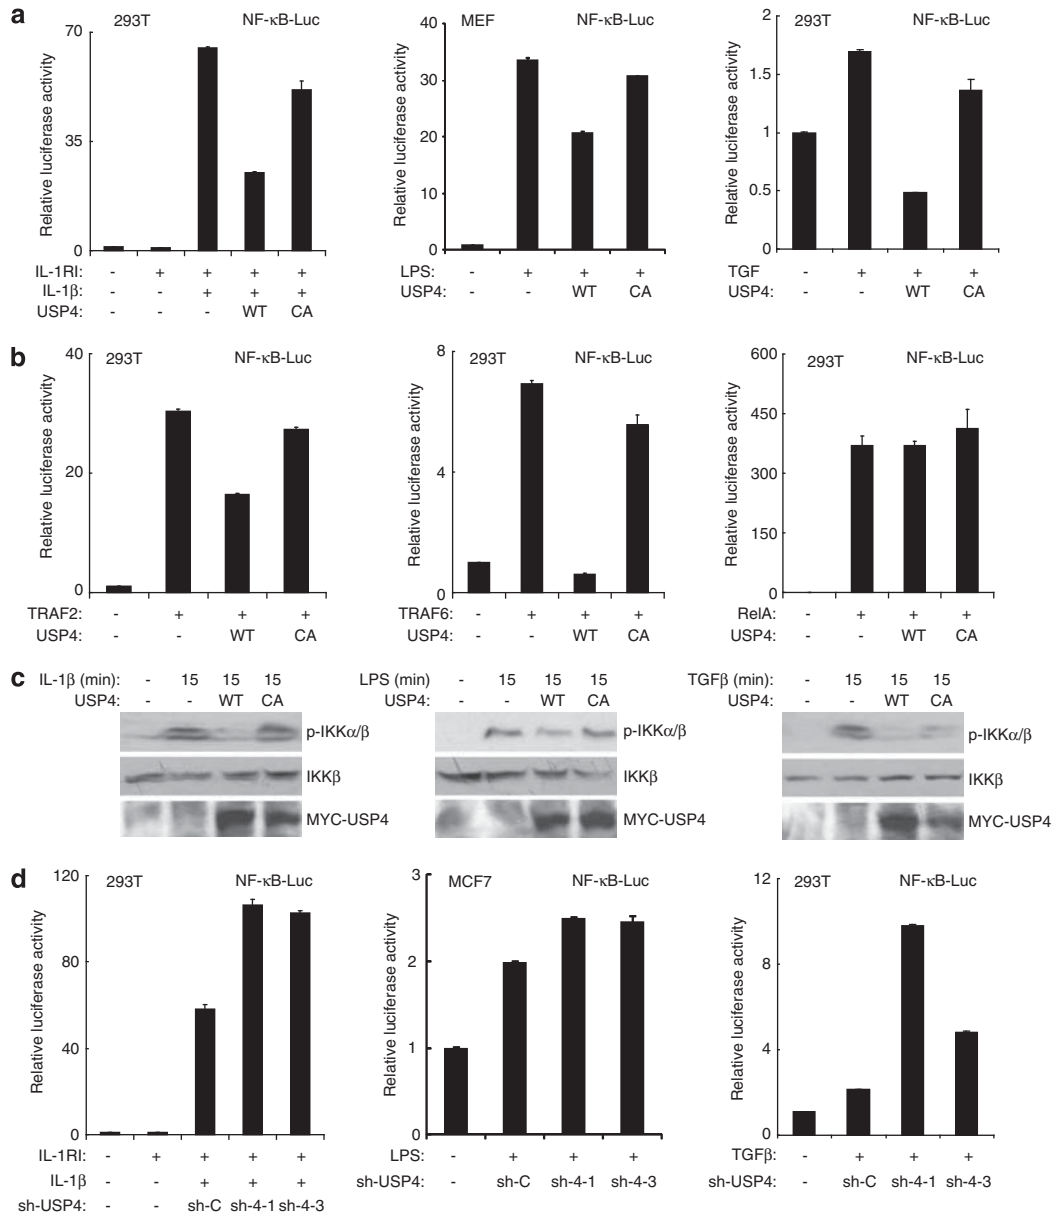 a
293T NF-κB-Luc
Relative luciferase activity
70
35
0
IL-1RI: - + + + +
IL-1β: - - + + +
USP4: - - - WT CA
MEF NF-κB-Luc
Relative luciferase activity
40
30
20
10
0
LPS: - + + +
USP4: - - WT CA
293T NF-κB-Luc
Relative luciferase activity
2
1.5
1
0.5
0
TGF - + + +
USP4: - - WT CA
b
293T NF-κB-Luc
Relative luciferase activity
40
20
0
TRAF2: - + + +
USP4: - - WT CA
293T NF-κB-Luc
Relative luciferase activity
8
4
0
TRAF6: - + + +
USP4: - - WT CA
293T NF-κB-Luc
Relative luciferase activity
600
450
300
150
0
RelA: - + + +
USP4: - - WT CA
c
IL-1β (min): - 15 15 15
USP4: - - WT CA
p-IKKα/β
IKKβ
MYC-USP4
LPS (min) - 15 15 15
USP4: - - WT CA
p-IKKα/β
IKKβ
MYC-USP4
TGFβ (min): - 15 15 15
USP4: - - WT CA
p-IKKα/β
IKKβ
MYC-USP4
d
293T NF-κB-Luc
Relative luciferase activity
120
80
40
0
IL-1RI: - + + + +
IL-1β - - + + +
sh-USP4: - - sh-C sh-4-1 sh-4-3
MCF7 NF-κB-Luc
Relative luciferase activity
3
2
1
0
LPS: - + + +
sh-USP4: - sh-C sh-4-1 sh-4-3
293T NF-κB-Luc
Relative luciferase activity
12
8
4
0
TGFβ: - + + +
sh-USP4: - sh-C sh-4-1 sh-4-3